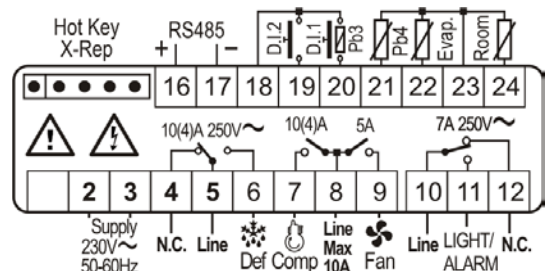 Hot Key
X-Rep
RS485
+
–
D.I.2
D.I.1
Pb3
Pb4
Evap.
Room
16 17 18 19 20 21 22 23 24
10(4)A 250V~
10(4)A
5A
7A 250V~
2 3 4 5 6 7 8 9 10 11 12
Supply
230V~
50-60Hz
N.C.
Line
Def
Comp
Line
Max
10A
Fan
Line
LIGHT/
ALARM
N.C.